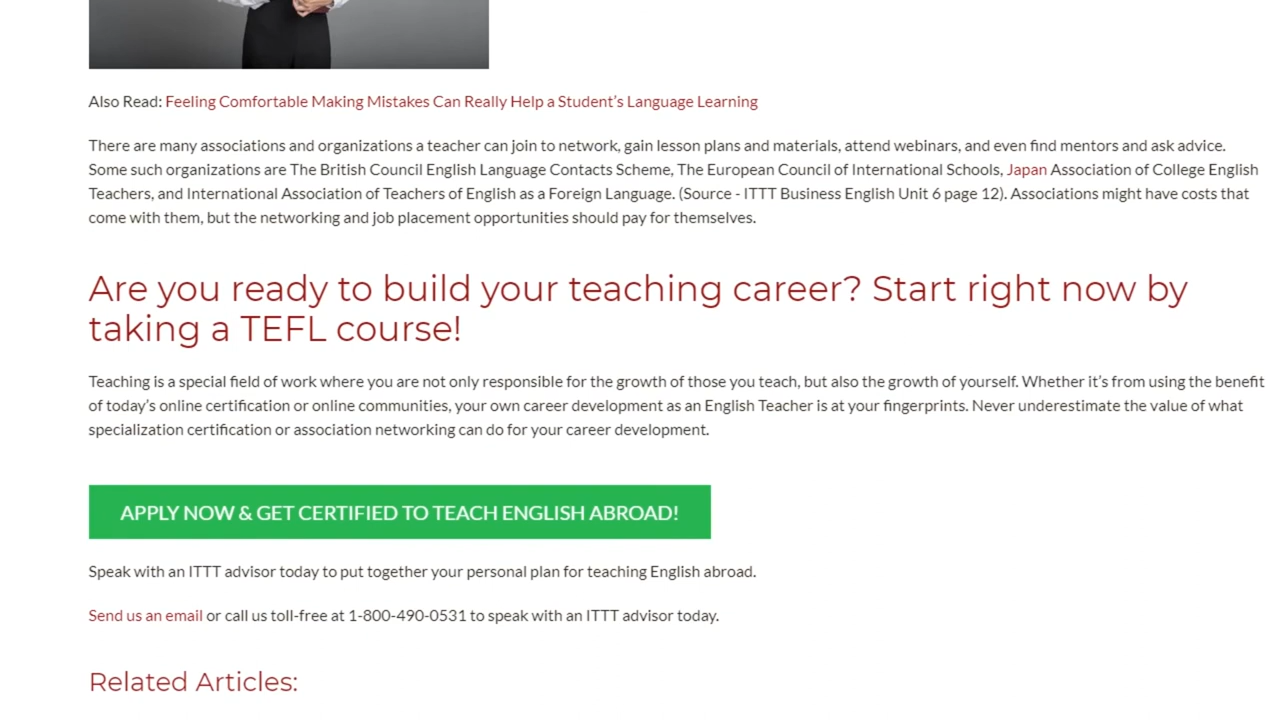 Also Read: Feeling Comfortable Making Mistakes Can Really Help a Student's Language Learning
There are many associations and organizations a teacher can join to network, gain lesson plans and materials, attend webinars, and even find mentors and ask advice.
Some such organizations are The British Council English Language Contacts Scheme, The European Council of International Schools, Japan Association of College English
Teachers, and International Association of Teachers of English as a Foreign Language. (Source - ITTT Business English Unit 6 page 12). Associations might have costs that
come with them, but the networking and job placement opportunities should pay for themselves.
Are you ready to build your teaching career? Start right now by
taking a TEFL course!
Teaching is a special field of work where you are not only responsible for the growth of those you teach, but also the growth of yourself. Whether it's from using the benefit
of today's online certification or online communities, your own career development as an English Teacher is at your fingerprints. Never underestimate the value of what
specialization certification or association networking can do for your career development.
APPLY NOW & GET CERTIFIED TO TEACH ENGLISH ABROAD!
Speak with an ITTT advisor today to put together your personal plan for teaching English abroad.
Send us an email or call us toll-free at 1-800-490-0531 to speak with an ITTT advisor today.
Related Articles: